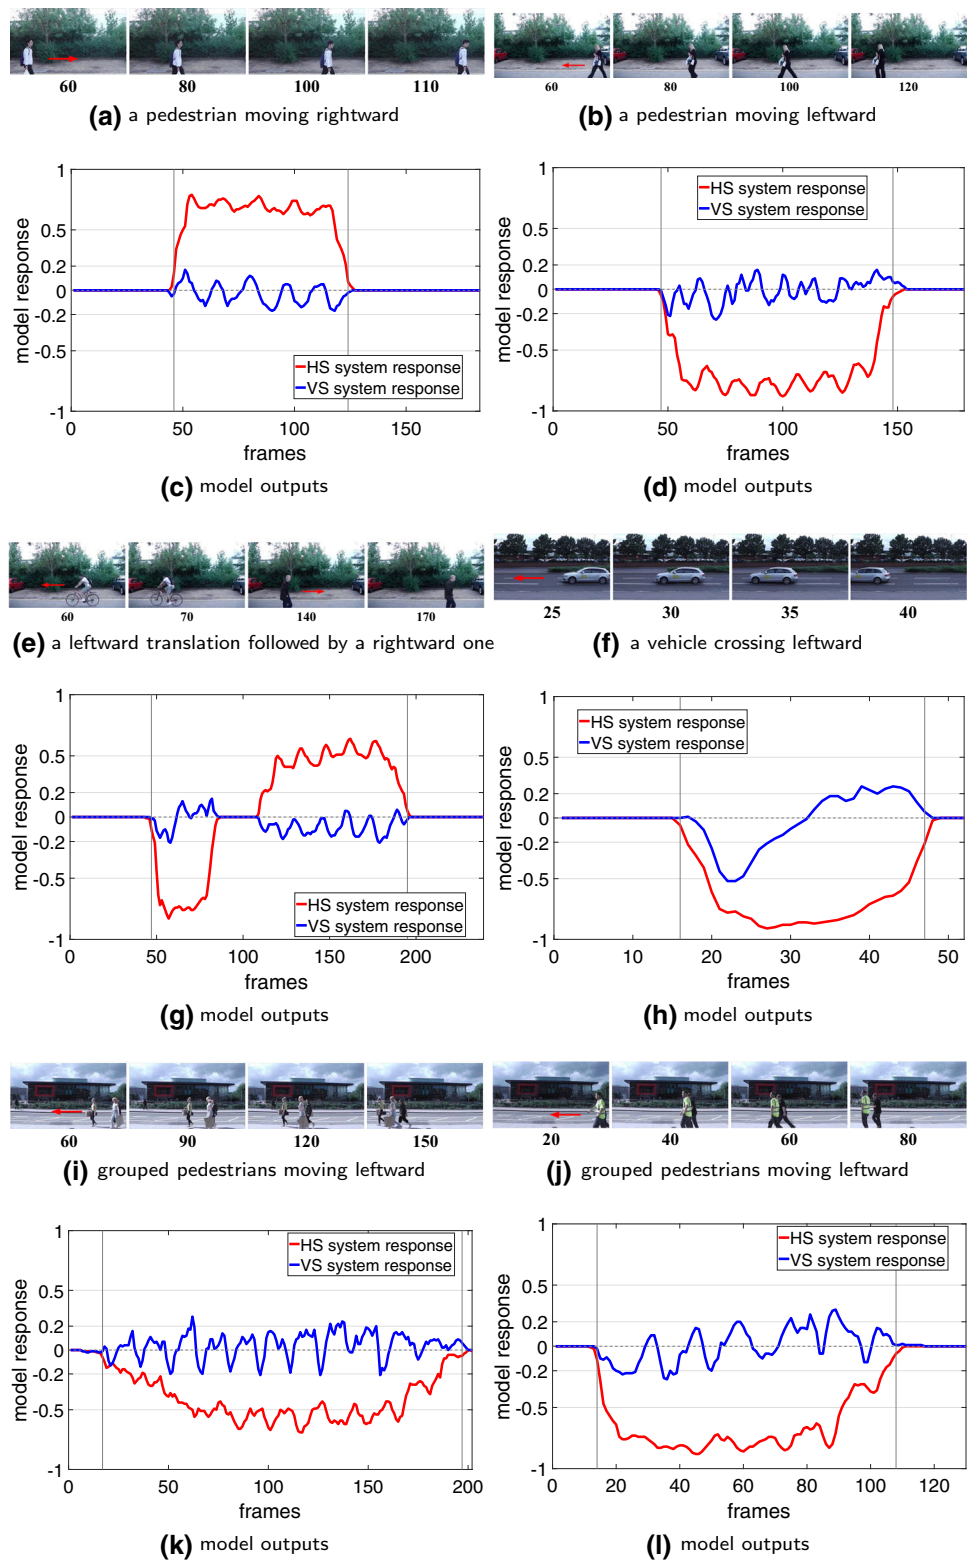 60 80 100 110
(a) a pedestrian moving rightward
60 80 100 120
(b) a pedestrian moving leftward
1
0.5
0.2
0
-0.2
-0.5
-1
model response
HS system response
VS system response
0 50 100 150
frames
(c) model outputs
1
0.5
0.2
0
-0.2
-0.5
-1
model response
HS system response
VS system response
0 50 100 150
frames
(d) model outputs
60 70 140 170
(e) a leftward translation followed by a rightward one
25 30 35 40
(f) a vehicle crossing leftward
1
0.5
0.2
0
-0.2
-0.5
-1
model response
HS system response
VS system response
0 50 100 150 200
frames
(g) model outputs
1
0.5
0.2
0
-0.2
-0.5
-1
model response
HS system response
VS system response
0 10 20 30 40 50
frames
(h) model outputs
60 90 120 150
(i) grouped pedestrians moving leftward
20 40 60 80
(j) grouped pedestrians moving leftward
1
0.5
0.2
0
-0.2
-0.5
-1
model response
HS system response
VS system response
0 50 100 150 200
frames
(k) model outputs
1
0.5
0.2
0
-0.2
-0.5
-1
model response
HS system response
VS system response
0 20 40 60 80 100 120
frames
(l) model outputs